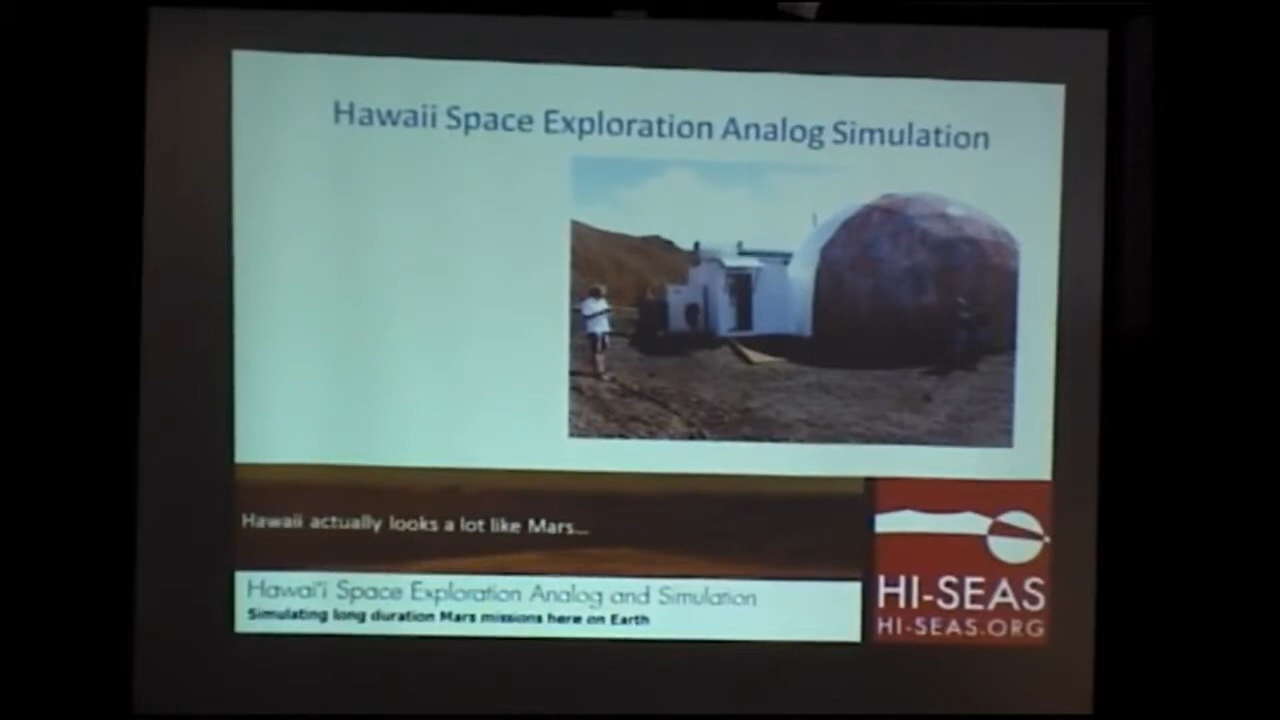 Hawaii Space Exploration Analog Simulation
Hawaii actually looks a lot like Mars...
Hawai'i Space Exploration Analog and Simulation
Simulating long duration Mars missions here on Earth
HI-SEAS
HI-SEAS.ORG